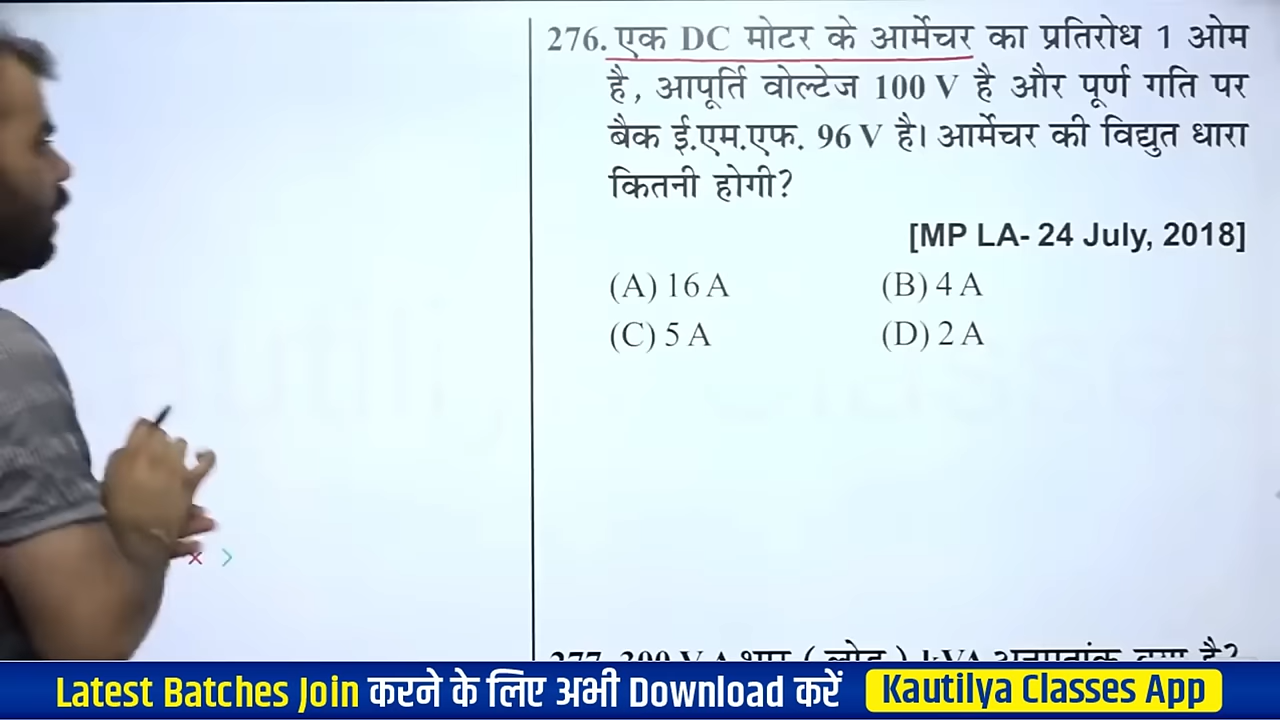 276. एक DC मोटर के आर्मेचर का प्रतिरोध 1 ओम
है, आपूर्ति वोल्टेज 100 V है और पूर्ण गति पर
बैक ई.एम.एफ. 96 V है। आर्मेचर की विद्युत धारा
कितनी होगी?
[MP LA- 24 July, 2018]
(A) 16 A (B) 4 A
(C) 5 A (D) 2 A
Latest Batches Join करने के लिए अभी Download करें Kautilya Classes App